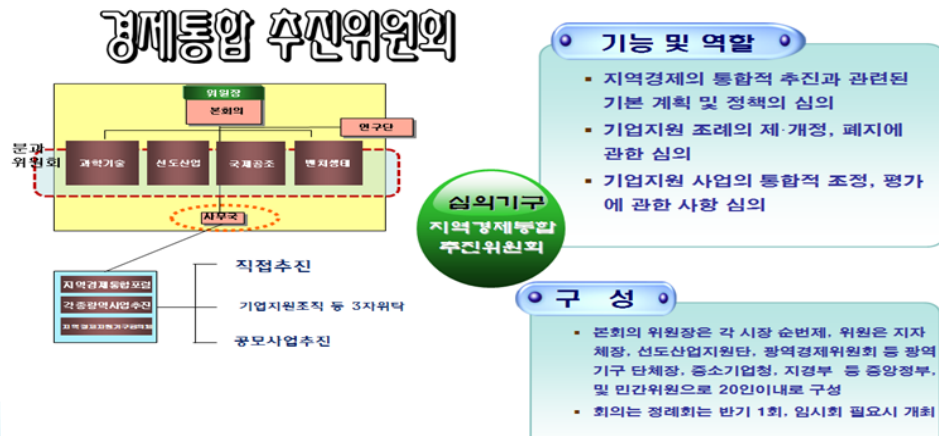 경제통합 추진위원회
위원장
본회의
연구단
분과
위원회
과학기술
선도산업
국제공조
벤처생태
사무국
지역경제통합포럼
각종광역사업추진
직접추진
기업지원조직 등 3자위탁
공모사업추진
심의기구
지역경제통합
추진위원회
기능 및 역할
▪ 지역경제의 통합적 추진과 관련된
기본 계획 및 정책의 심의
▪ 기업지원 조례의 제·개정, 폐지에
관한 심의
▪ 기업지원 사업의 통합적 조정, 평가
에 관한 사항 심의
구 성
▪ 본회의 위원장은 각 시장 순번제, 위원은 지자
체장, 선도산업지원단, 광역경제위원회 등 광역
기구 단체장, 중소기업청, 지경부 등 중앙정부,
및 민간위원으로 20인이내로 구성
▪ 회의는 정례회는 반기 1회, 임시회 필요시 개최